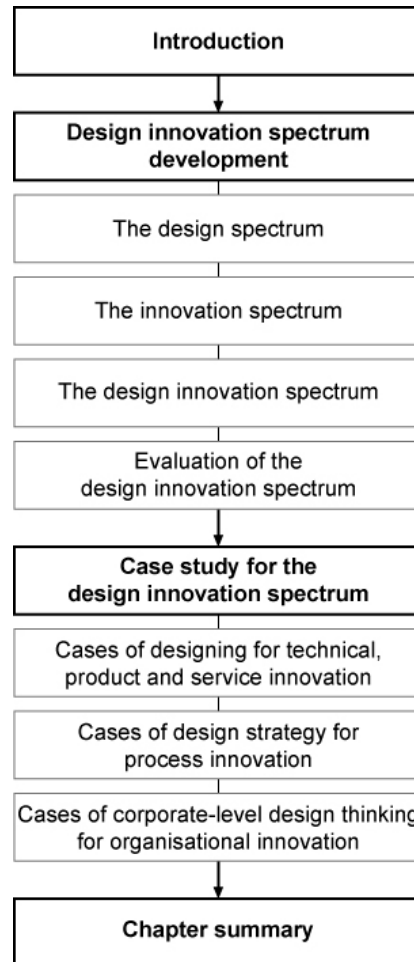 Introduction
Design innovation spectrum
development
The design spectrum
The innovation spectrum
The design innovation spectrum
Evaluation of the
design innovation spectrum
Case study for the
design innovation spectrum
Cases of designing for technical,
product and service innovation
Cases of design strategy for
process innovation
Cases of corporate-level design thinking
for organisational innovation
Chapter summary